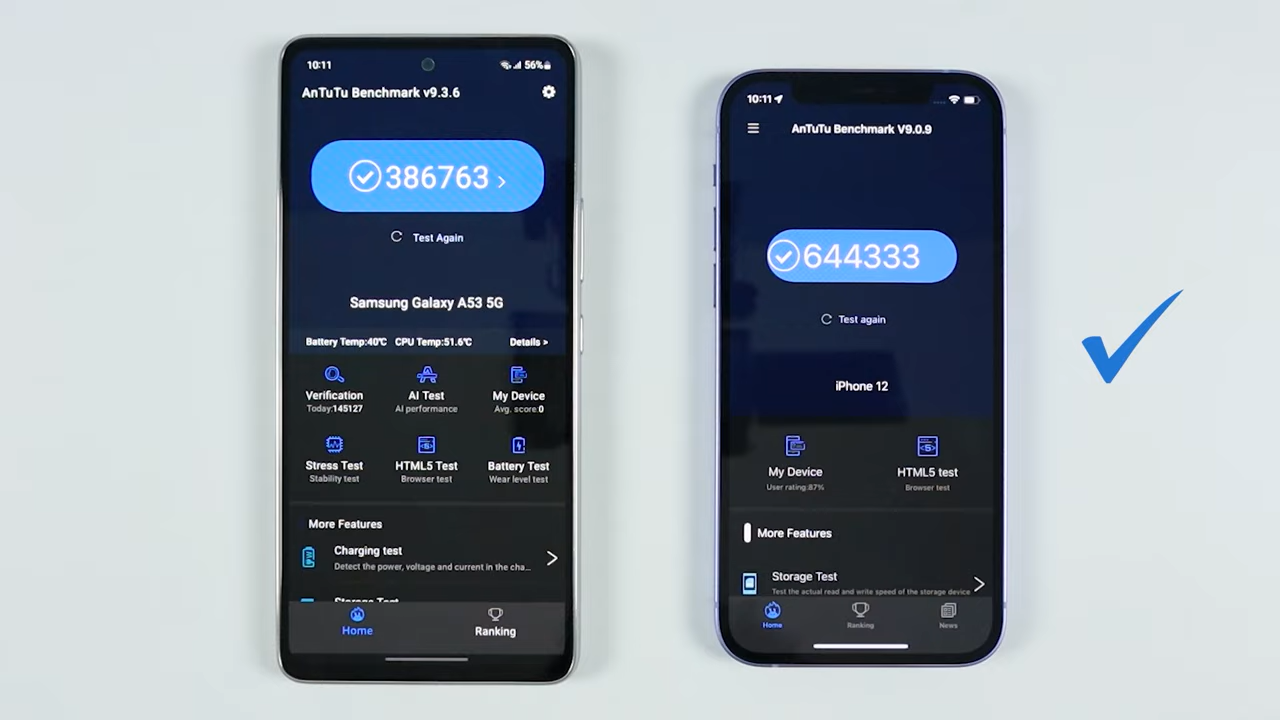 10:11
56%
AnTuTu Benchmark v9.3.6
386763
Test Again
Samsung Galaxy A53 5G
Battery Temp:40℃ CPU Temp:51.6℃ Details >
Verification AI Test My Device
Today:145127 AI performance Avg. score:0
Stress Test HTML5 Test Battery Test
Stability test Browser test Wear level test
More Features
Charging test
Detect the power, voltage and current in the cha...
Storage Test
Home Ranking
10:11
AnTuTu Benchmark V9.0.9
644333
Test again
iPhone 12
My Device HTML5 test
User rating:87% Browser test
More Features
Storage Test
Test the actual read and write speed of the storage device
Home Ranking News